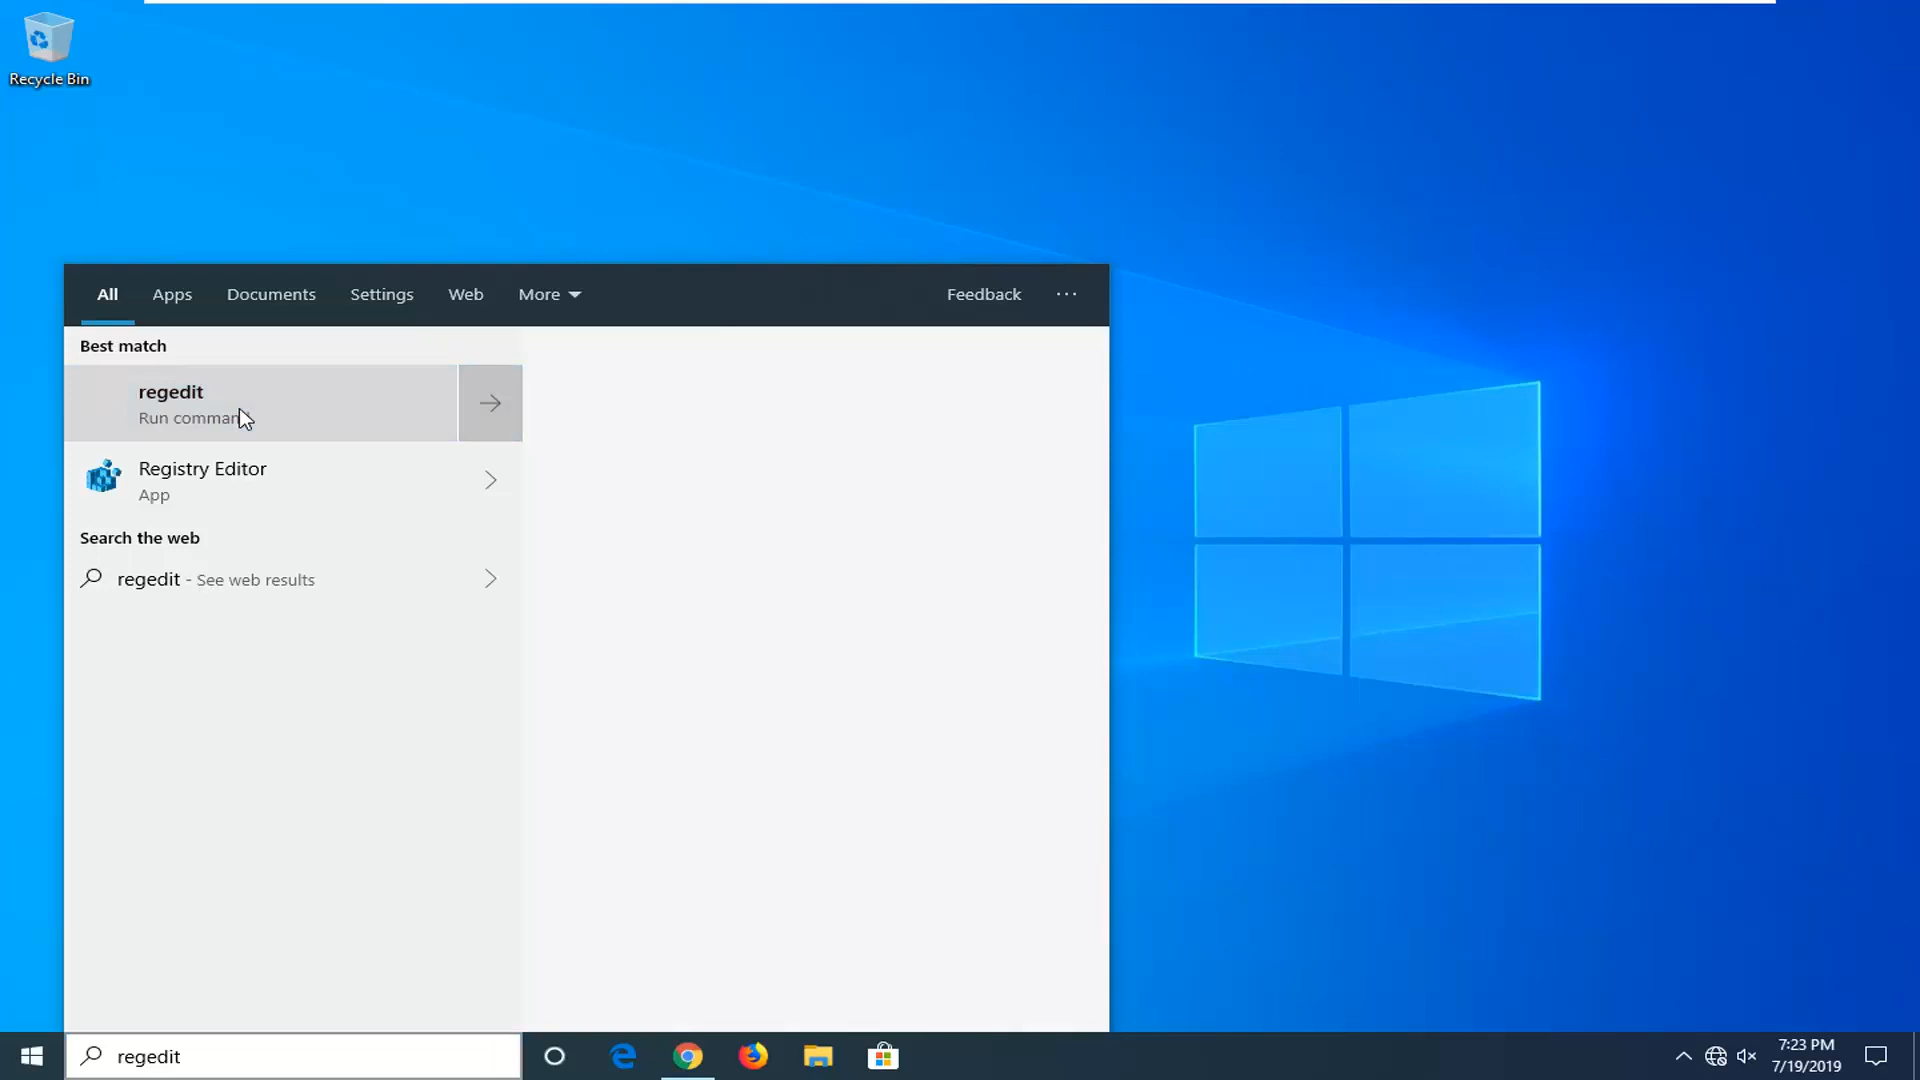 Recycle Bin
All Apps Documents Settings Web More Feedback ···
Best match
regedit
Run comman
Registry Editor
App
Search the web
regedit - See web results
regedit
7:23 PM
7/19/2019